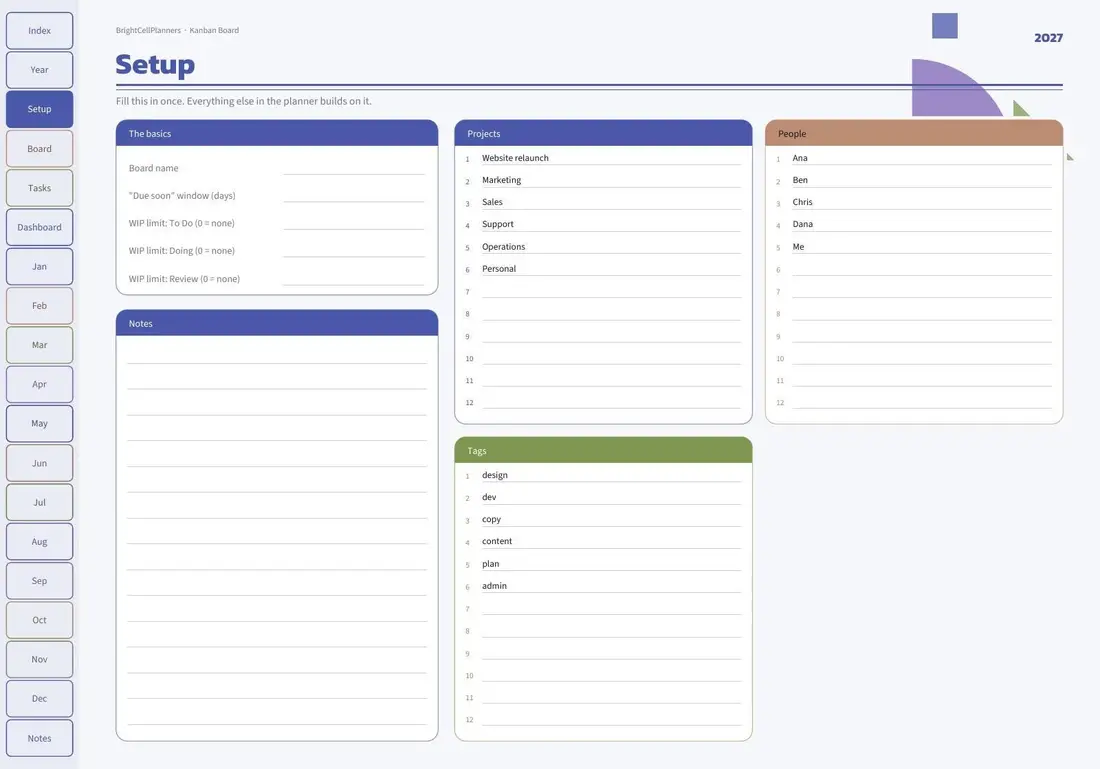 Index
Year
Setup
Board
Tasks
Dashboard
Jan
Feb
Mar
Apr
May
Jun
Jul
Aug
Sep
Oct
Nov
Dec
Notes
BrightCellPlanners · Kanban Board
2027
Setup
Fill this in once. Everything else in the planner builds on it.
The basics
Board name
"Due soon" window (days)
WIP limit: To Do (0 = none)
WIP limit: Doing (0 = none)
WIP limit: Review (0 = none)
Notes
Projects
1 Website relaunch
2 Marketing
3 Sales
4 Support
5 Operations
6 Personal
7
8
9
10
11
12
Tags
1 design
2 dev
3 copy
4 content
5 plan
6 admin
7
8
9
10
11
12
People
1 Ana
2 Ben
3 Chris
4 Dana
5 Me
6
7
8
9
10
11
12